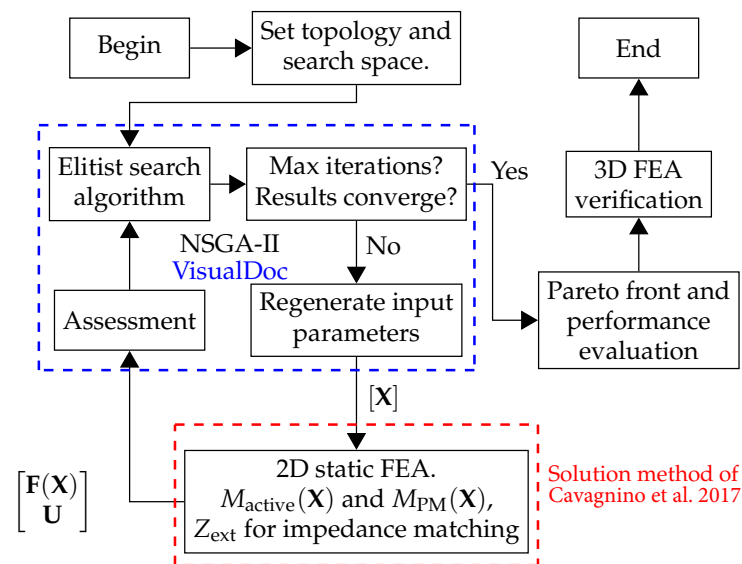 Begin
Set topology and
search space.
End
Elitist search
algorithm
Max iterations?
Results converge?
Yes
3D FEA
verification
NSGA-II
VisualDoc
No
Assessment
Regenerate input
parameters
Pareto front and
performance
evaluation
[X]
[F(X)
U]
2D static FEA.
M_active(X) and M_PM(X),
Z_ext for impedance matching
Solution method of
Cavagnino et al. 2017